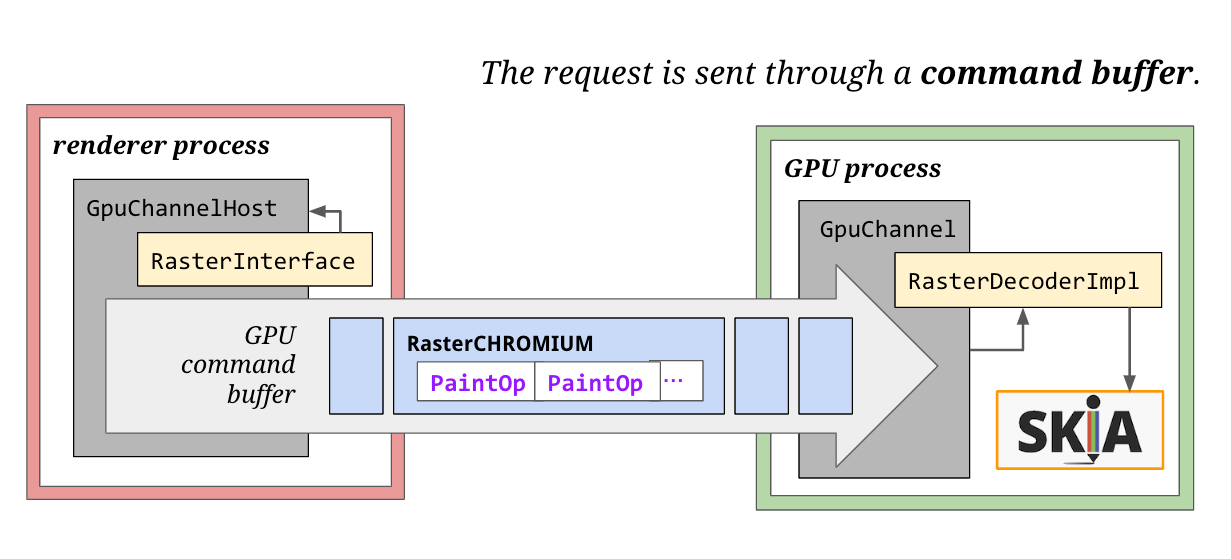 The request is sent through a command buffer.
renderer process
GpuChannelHost
RasterInterface
GPU
command
buffer
RasterCHROMIUM
PaintOp PaintOp ...
GPU process
GpuChannel
RasterDecoderImpl
SKiA